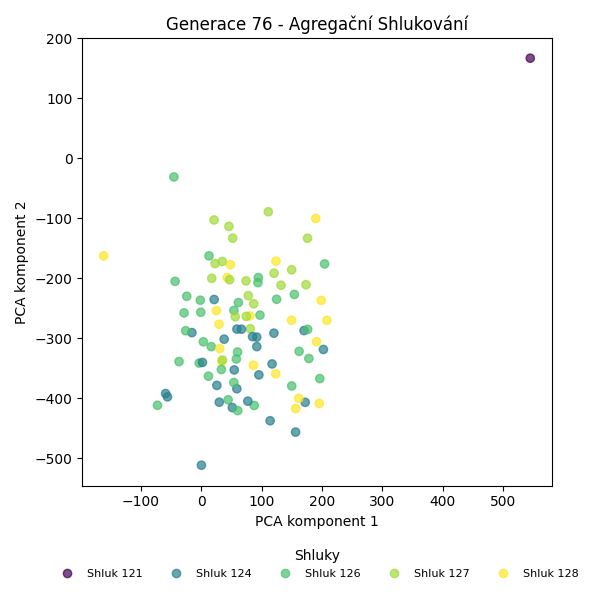 Generace 76 - Agregační Shlukování
200
100
0
−100
−200
−300
−400
−500
PCA komponent 2
−100 0 100 200 300 400 500
PCA komponent 1
Shluky
Shluk 121 Shluk 124 Shluk 126 Shluk 127 Shluk 128